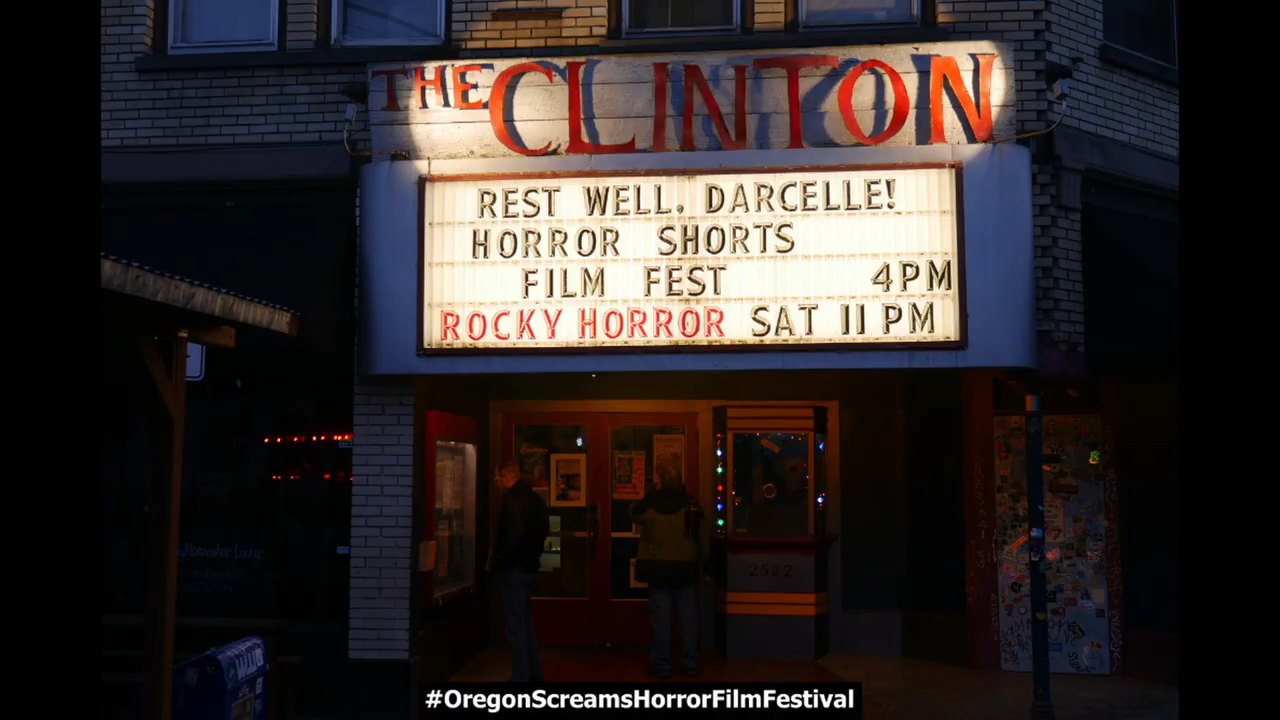 THE CLINTON
REST WELL, DARCELLE!
HORROR SHORTS
FILM FEST 4PM
ROCKY HORROR SAT 11 PM
#OregonScreamsHorrorFilmFestival